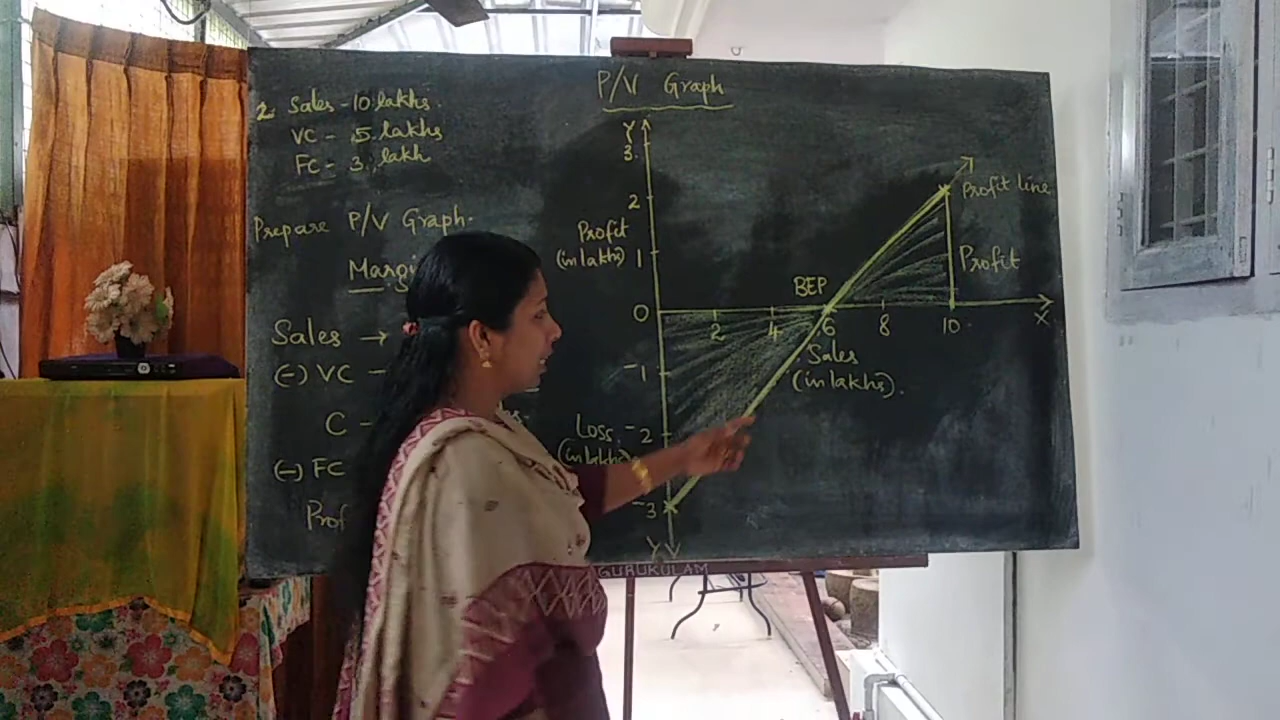 2. Sales - 10 lakhs.
VC - 5 lakhs
FC - 3 lakh
Prepare P/V Graph.
Sales →
(-) VC -
C -
(-) FC
P/V Graph
Y
3
2
Profit
(in lakhs)
1
0
-1
Loss
(in lakhs)
-2
-3
Y
BEP
2 4 6 8 10
X
Sales
(in lakhs).
Profit line
Profit
GURUKULAM